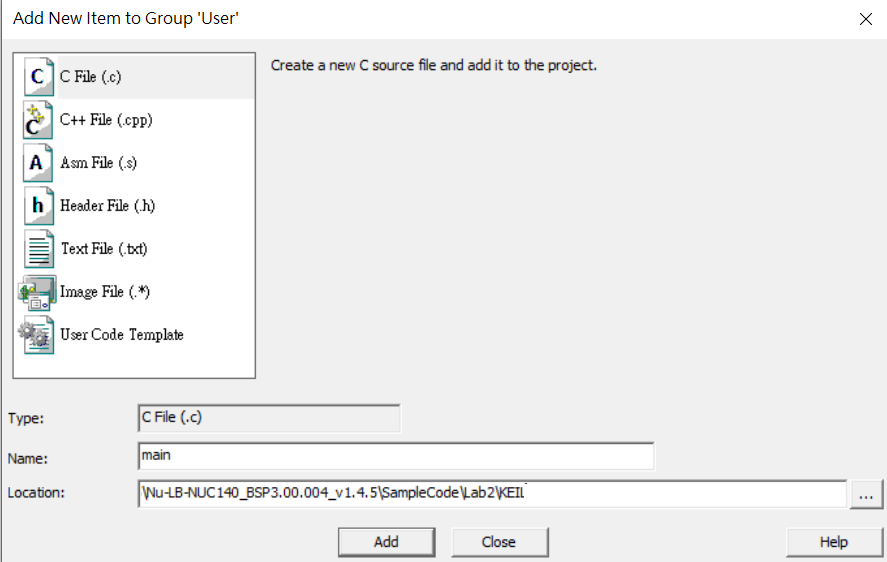 Add New Item to Group 'User'
C File (.c)
Create a new C source file and add it to the project.
C++ File (.cpp)
Asm File (.s)
Header File (.h)
Text File (.txt)
Image File (.*)
User Code Template
Type:
C File (.c)
Name:
main
Location:
\Nu-LB-NUC140_BSP3.00.004_v1.4.5\SampleCode\Lab2\KEIL
...
Add
Close
Help